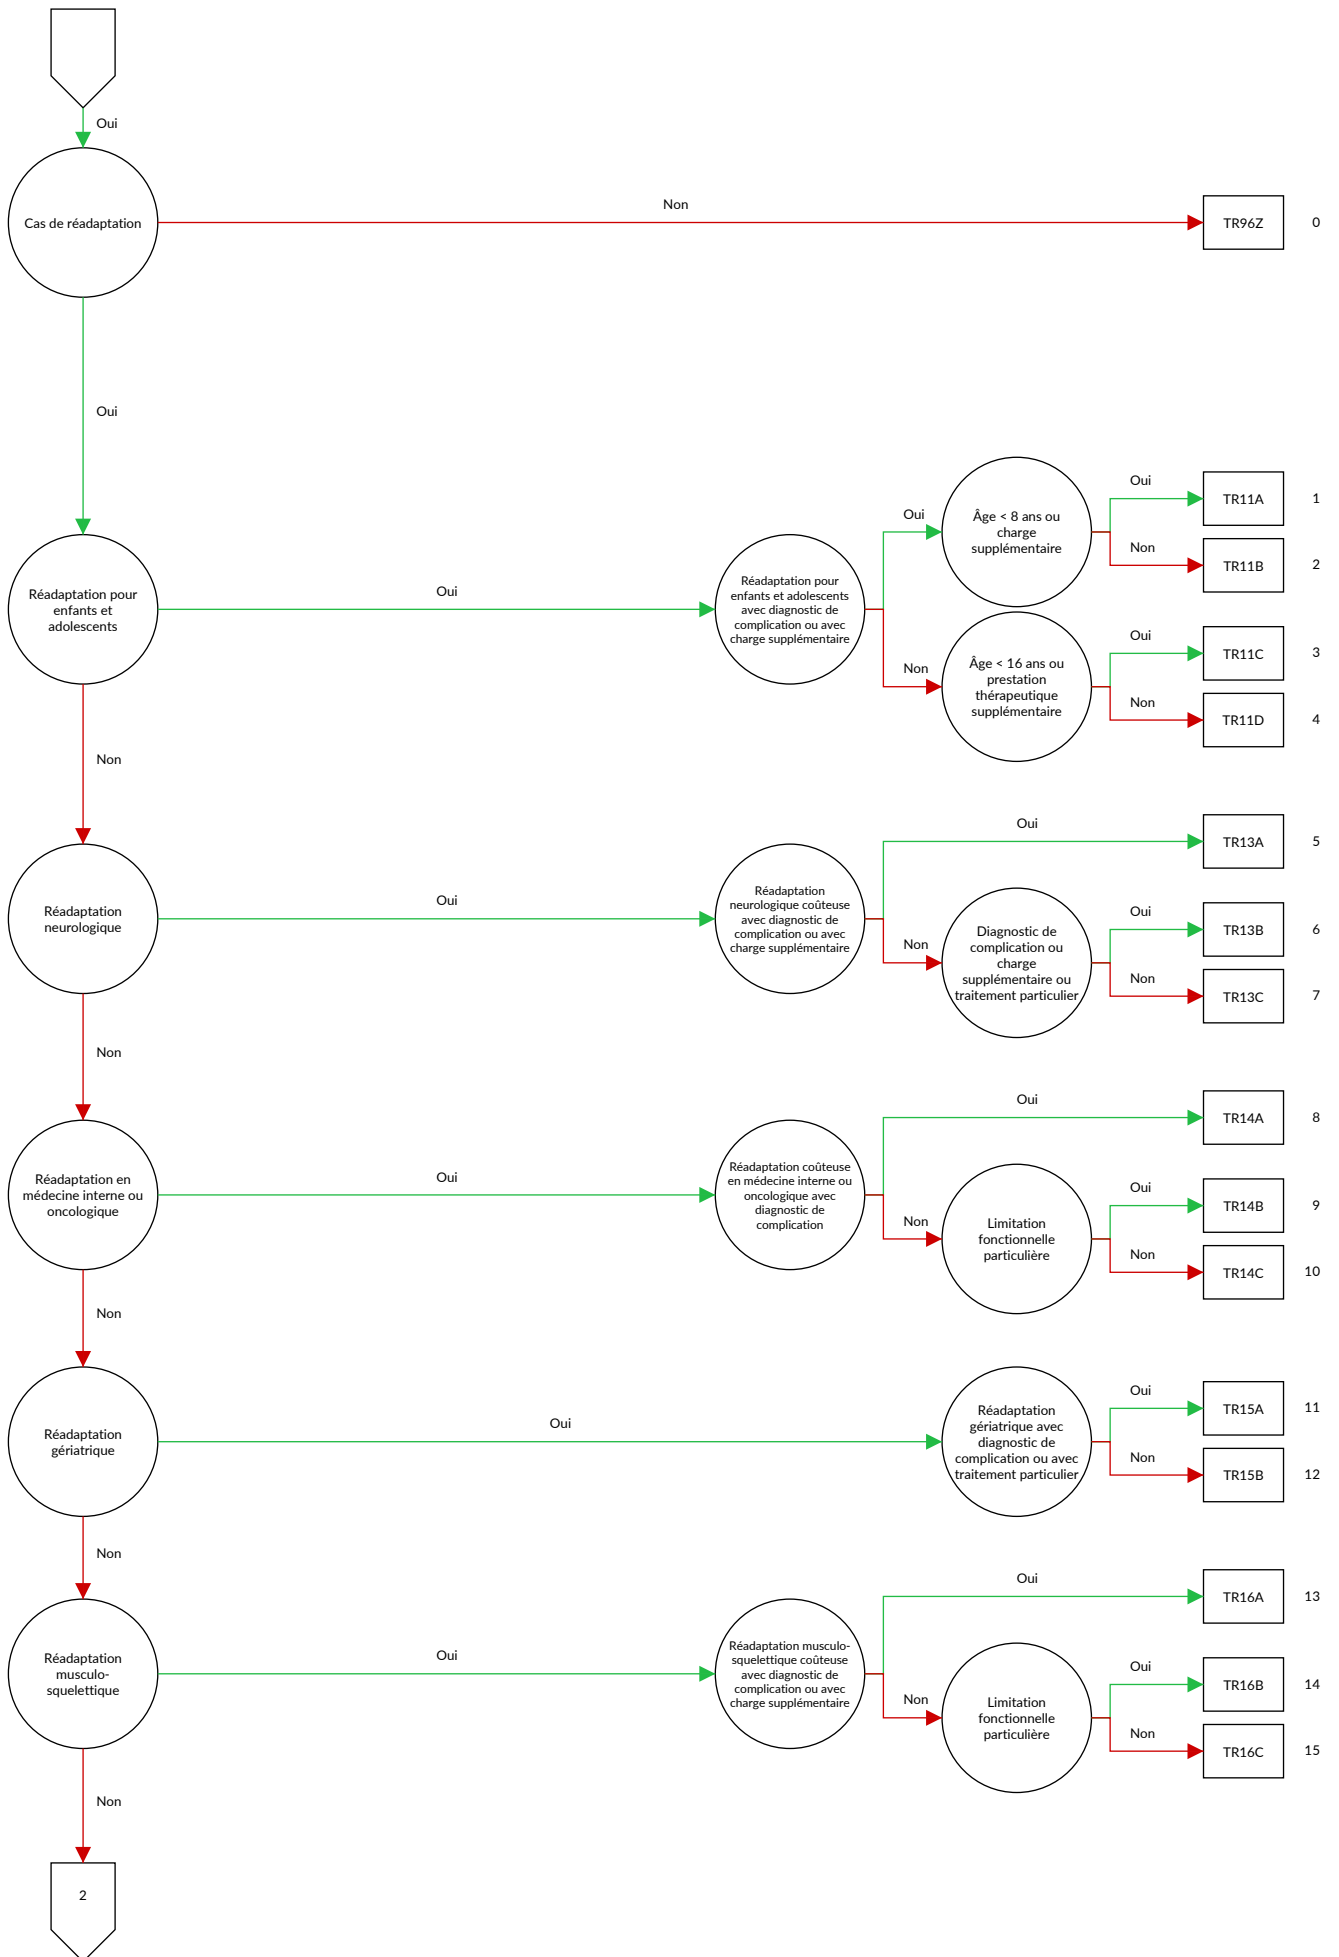 Oui
Cas de réadaptation
Non
TR96Z
0
Oui
Réadaptation pour
enfants et
adolescents
Oui
Réadaptation pour
enfants et adolescents
avec diagnostic de
complication ou avec
charge supplémentaire
Oui
Âge < 8 ans ou
charge
supplémentaire
Oui
TR11A
1
Non
TR11B
2
Non
Âge < 16 ans ou
prestation
thérapeutique
supplémentaire
Oui
TR11C
3
Non
TR11D
4
Non
Réadaptation
neurologique
Oui
Réadaptation
neurologique coûteuse
avec diagnostic de
complication ou avec
charge supplémentaire
Oui
TR13A
5
Non
Diagnostic de
complication ou
charge
supplémentaire ou
traitement particulier
Oui
TR13B
6
Non
TR13C
7
Non
Réadaptation en
médecine interne ou
oncologique
Oui
Réadaptation coûteuse
en médecine interne ou
oncologique avec
diagnostic de
complication
Oui
TR14A
8
Non
Limitation
fonctionnelle
particulière
Oui
TR14B
9
Non
TR14C
10
Non
Réadaptation
gériatrique
Oui
Réadaptation
gériatrique avec
diagnostic de
complication ou avec
traitement particulier
Oui
TR15A
11
Non
TR15B
12
Non
Réadaptation
musculo-
squelettique
Oui
Réadaptation musculo-
squelettique coûteuse
avec diagnostic de
complication ou avec
charge supplémentaire
Oui
TR16A
13
Non
Limitation
fonctionnelle
particulière
Oui
TR16B
14
Non
TR16C
15
Non
2